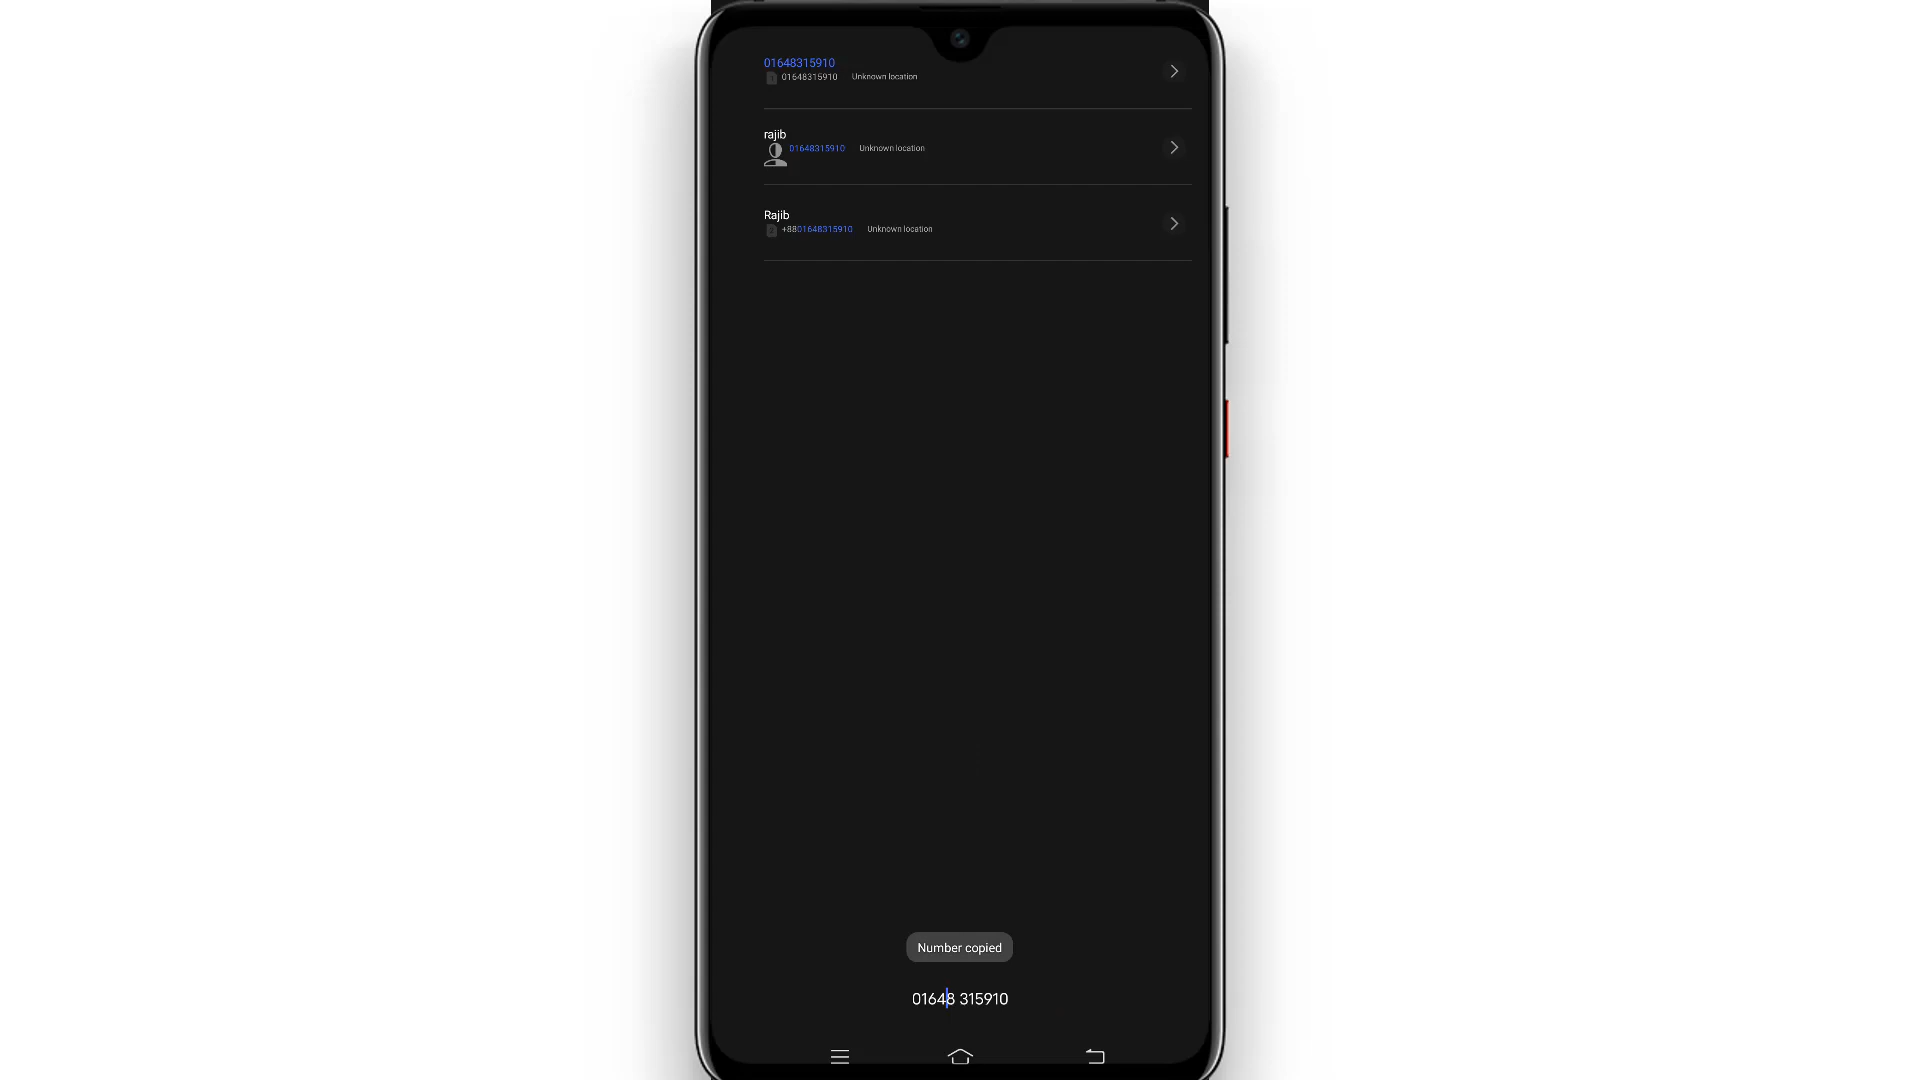 01648315910
01648315910 Unknown location
rajib
01648315910 Unknown location
Rajib
+8801648315910 Unknown location
Number copied
01648 315910